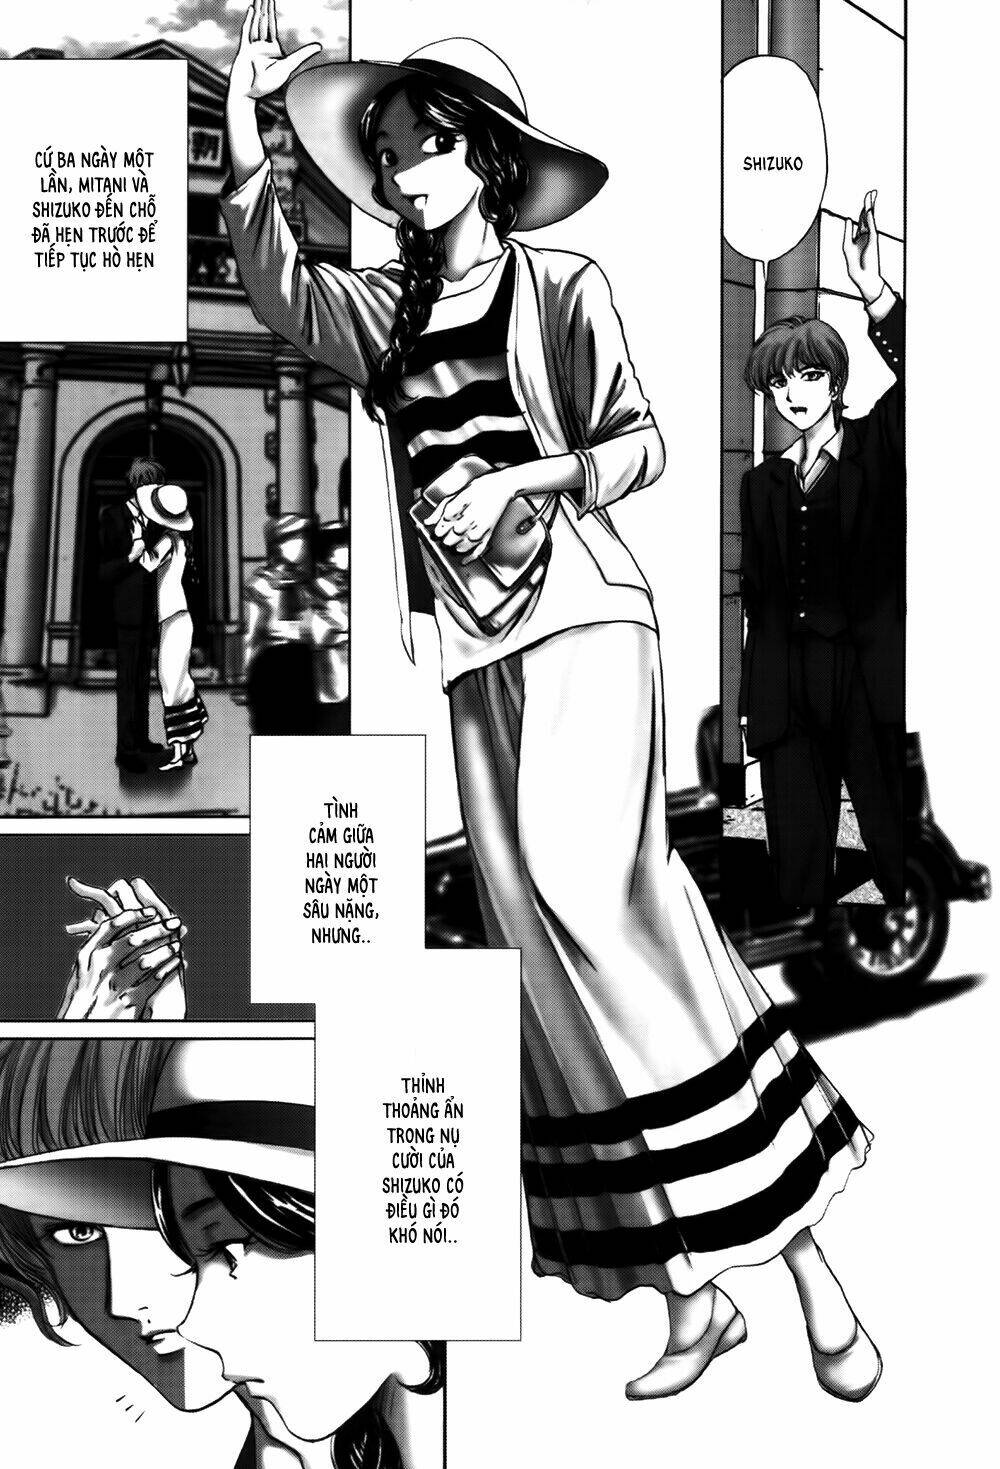 SHIZUKO
CỨ BA NGÀY MỘT
LẦN, MITANI VÀ
SHIZUKO ĐẾN CHỖ
ĐÃ HẸN TRƯỚC ĐỂ
TIẾP TỤC HÒ HẸN
TÌNH
CẢM GIỮA
HAI NGƯỜI
NGÀY MỘT
SÂU NẶNG,
NHƯNG..
THỈNH
THOẢNG ẨN
TRONG NỤ
CƯỜI CỦA
SHIZUKO CÓ
ĐIỀU GÌ ĐÓ
KHÓ NÓI..